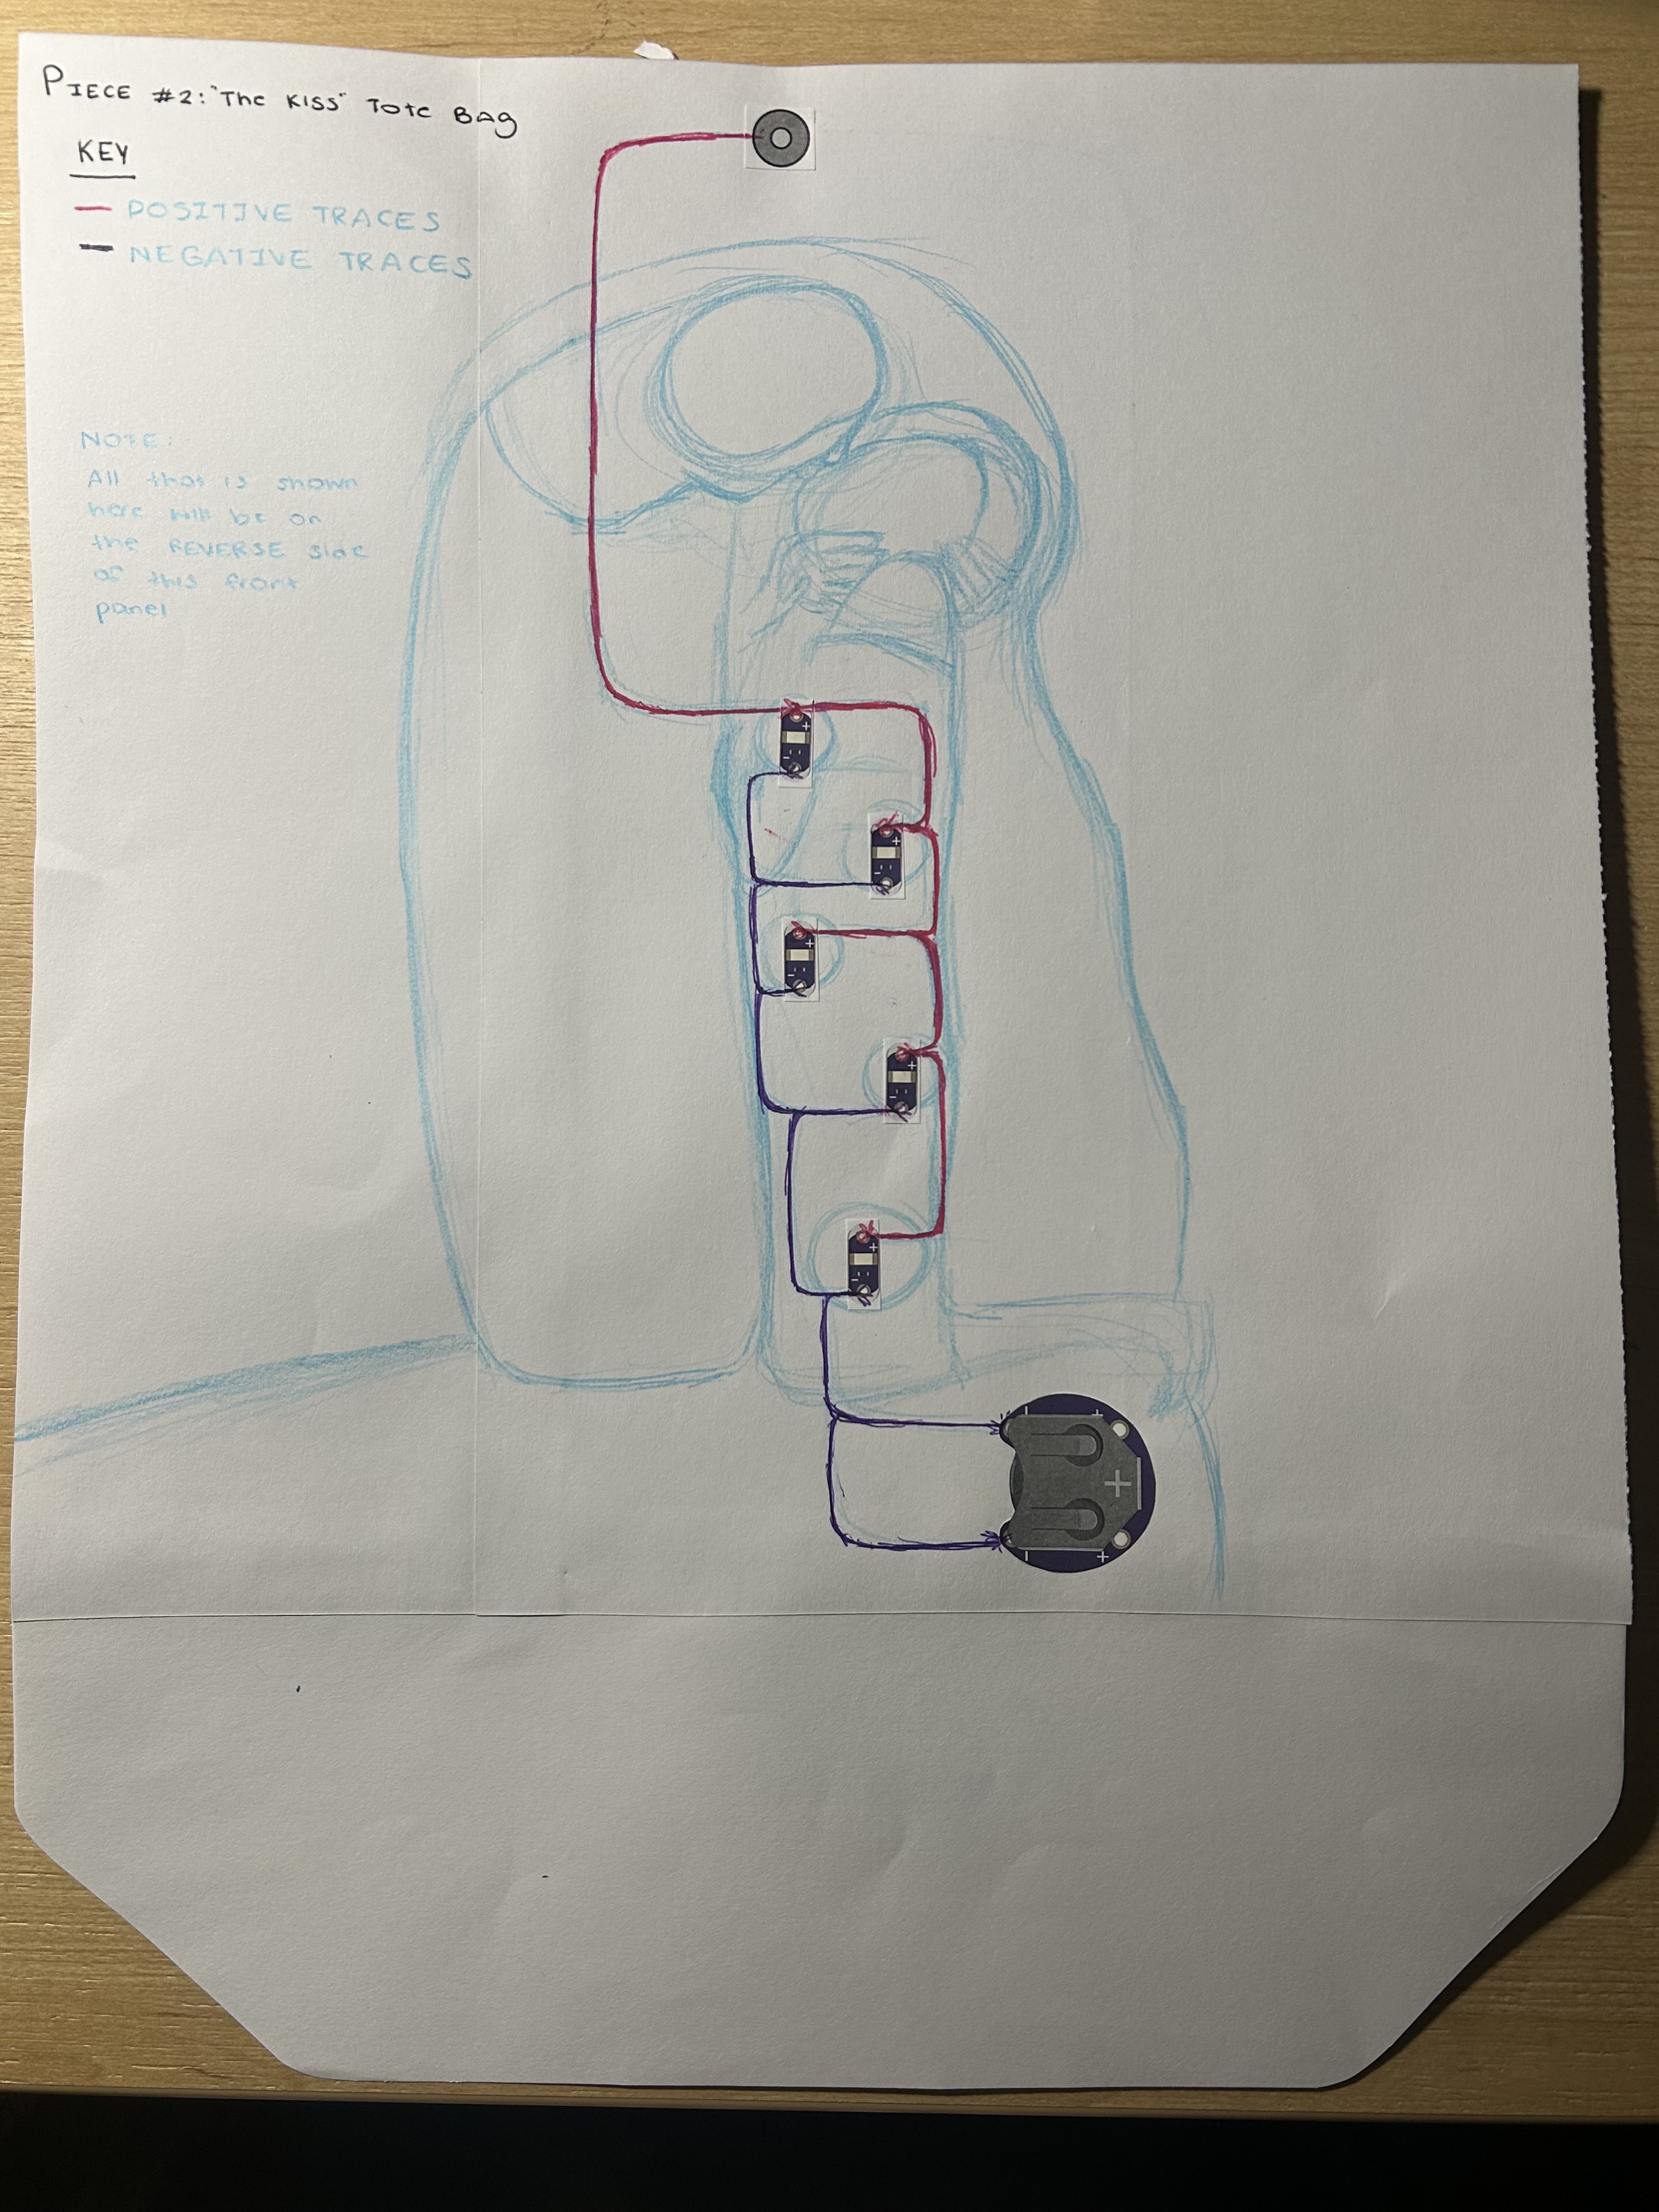 PIECE #2: "The KISS" Tote Bag
KEY
POSITIVE TRACES
NEGATIVE TRACES
NOTE:
All that is shown
here will be on
the REVERSE side
of this front
panel